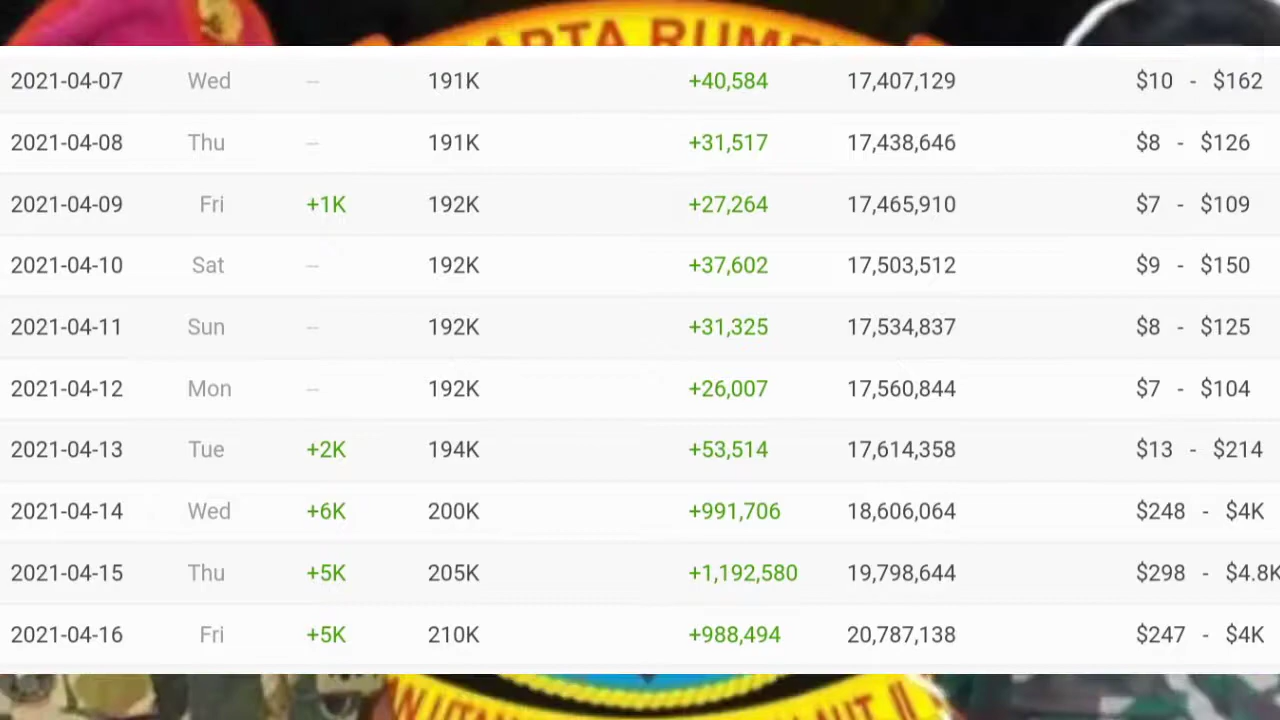 ARTA RUM
2021-04-07 Wed -- 191K +40,584 17,407,129 $10 - $162
2021-04-08 Thu -- 191K +31,517 17,438,646 $8 - $126
2021-04-09 Fri +1K 192K +27,264 17,465,910 $7 - $109
2021-04-10 Sat -- 192K +37,602 17,503,512 $9 - $150
2021-04-11 Sun -- 192K +31,325 17,534,837 $8 - $125
2021-04-12 Mon -- 192K +26,007 17,560,844 $7 - $104
2021-04-13 Tue +2K 194K +53,514 17,614,358 $13 - $214
2021-04-14 Wed +6K 200K +991,706 18,606,064 $248 - $4K
2021-04-15 Thu +5K 205K +1,192,580 19,798,644 $298 - $4.8K
2021-04-16 Fri +5K 210K +988,494 20,787,138 $247 - $4K